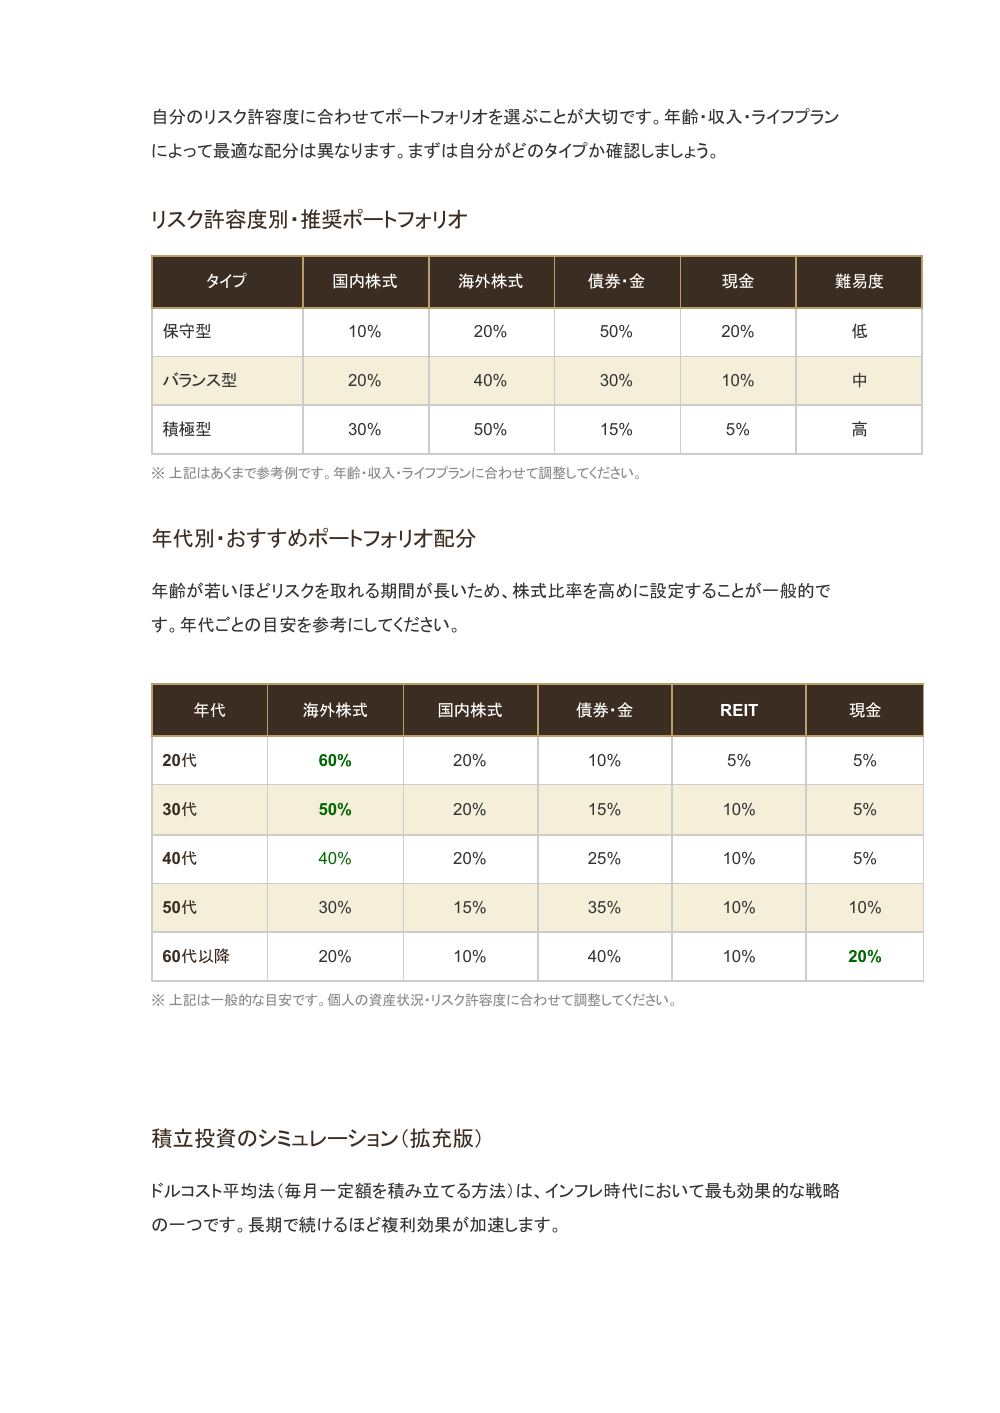 自分のリスク許容度に合わせてポートフォリオを選ぶことが大切です。年齢・収入・ライフプラン
によって最適な配分は異なります。まずは自分がどのタイプか確認しましょう。
リスク許容度別・推奨ポートフォリオ
タイプ 国内株式 海外株式 債券・金 現金 難易度
保守型 10% 20% 50% 20% 低
バランス型 20% 40% 30% 10% 中
積極型 30% 50% 15% 5% 高
※ 上記はあくまで参考例です。年齢・収入・ライフプランに合わせて調整してください。
年代別・おすすめポートフォリオ配分
年齢が若いほどリスクを取れる期間が長いため、株式比率を高めに設定することが一般的で
す。年代ごとの目安を参考にしてください。
年代 海外株式 国内株式 債券・金 REIT 現金
20代 60% 20% 10% 5% 5%
30代 50% 20% 15% 10% 5%
40代 40% 20% 25% 10% 5%
50代 30% 15% 35% 10% 10%
60代以降 20% 10% 40% 10% 20%
※ 上記は一般的な目安です。個人の資産状況・リスク許容度に合わせて調整してください。
積立投資のシミュレーション（拡充版）
ドルコスト平均法（毎月一定額を積み立てる方法）は、インフレ時代において最も効果的な戦略
の一つです。長期で続けるほど複利効果が加速します。